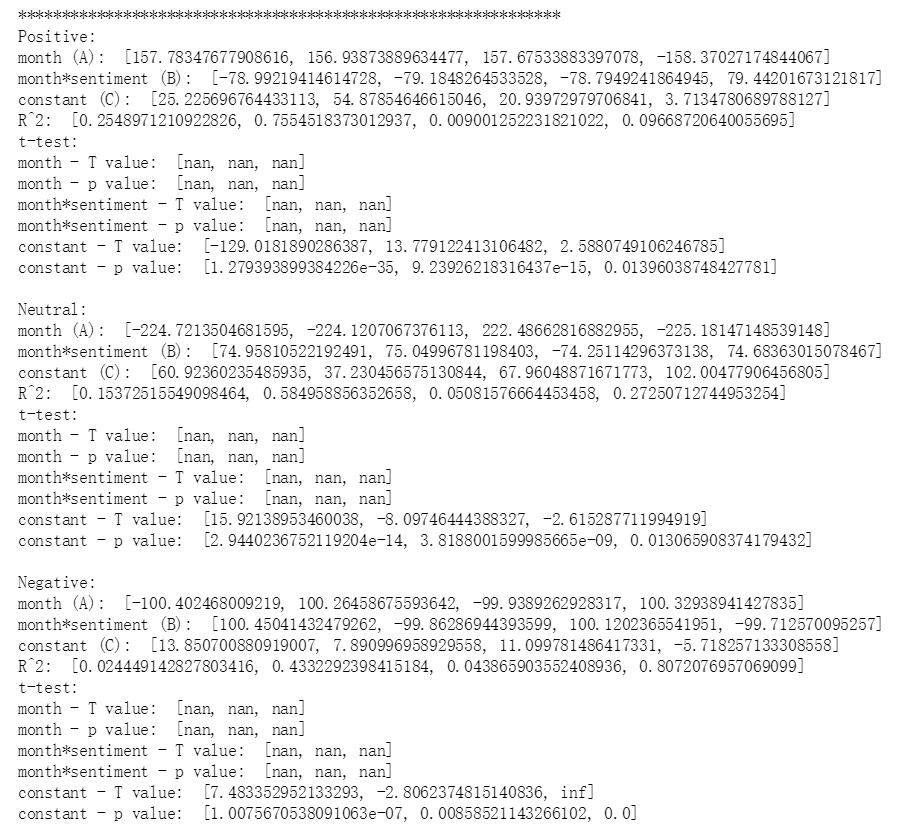 **************************************************************
Positive:
month (A):  [157.78347677908616, 156.93873889634477, 157.67533883397078, -158.37027174844067]
month*sentiment (B):  [-78.99219414614728, -79.1848264533528, -78.7949241864945, 79.44201673121817]
constant (C):  [25.225696764433113, 54.87854646615046, 20.93972979706841, 3.7134780689788127]
R^2:  [0.2548971210922826, 0.7554518373012937, 0.009001252231821022, 0.09668720640055695]
t-test:
month - T value:  [nan, nan, nan]
month - p value:  [nan, nan, nan]
month*sentiment - T value:  [nan, nan, nan]
month*sentiment - p value:  [nan, nan, nan]
constant - T value:  [-129.0181890286387, 13.779122413106482, 2.5880749106246785]
constant - p value:  [1.279393899384226e-35, 9.23926218316437e-15, 0.01396038748427781]

Neutral:
month (A):  [-224.7213504681595, -224.1207067376113, 222.48662816882955, -225.18147148539148]
month*sentiment (B):  [74.95810522192491, 75.04996781198403, -74.25114296373138, 74.68363015078467]
constant (C):  [60.92360235485935, 37.230456575130844, 67.96048871671773, 102.00477906456805]
R^2:  [0.15372515549098464, 0.584958856352658, 0.05081576664453458, 0.27250712744953254]
t-test:
month - T value:  [nan, nan, nan]
month - p value:  [nan, nan, nan]
month*sentiment - T value:  [nan, nan, nan]
month*sentiment - p value:  [nan, nan, nan]
constant - T value:  [15.92138953460038, -8.09746444388327, -2.615287711994919]
constant - p value:  [2.9440236752119204e-14, 3.8188001599985665e-09, 0.013065908374179432]

Negative:
month (A):  [-100.402468009219, 100.26458675593642, -99.9389262928317, 100.32938941427835]
month*sentiment (B):  [100.45041432479262, -99.86286944393599, 100.1202365541951, -99.712570095257]
constant (C):  [13.850700880919007, 7.890996958929558, 11.099781486417331, -5.718257133308558]
R^2:  [0.024449142827803416, 0.4332292398415184, 0.043865903552408936, 0.8072076957069099]
t-test:
month - T value:  [nan, nan, nan]
month - p value:  [nan, nan, nan]
month*sentiment - T value:  [nan, nan, nan]
month*sentiment - p value:  [nan, nan, nan]
constant - T value:  [7.483352952133293, -2.8062374815140836, inf]
constant - p value:  [1.0075670538091063e-07, 0.00858521143266102, 0.0]